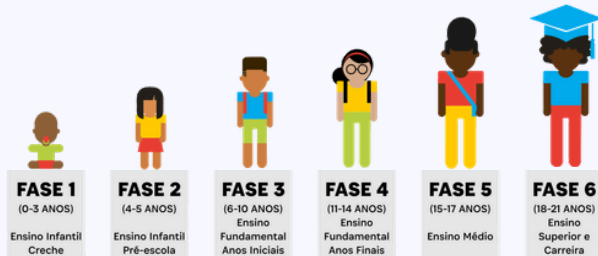 FASE 1
(0-3 ANOS)
Ensino Infantil
Creche
FASE 2
(4-5 ANOS)
Ensino Infantil
Pré-escola
FASE 3
(6-10 ANOS)
Ensino
Fundamental
Anos Iniciais
FASE 4
(11-14 ANOS)
Ensino
Fundamental
Anos Finais
FASE 5
(15-17 ANOS)
Ensino Médio
FASE 6
(18-21 ANOS)
Ensino
Superior e
Carreira